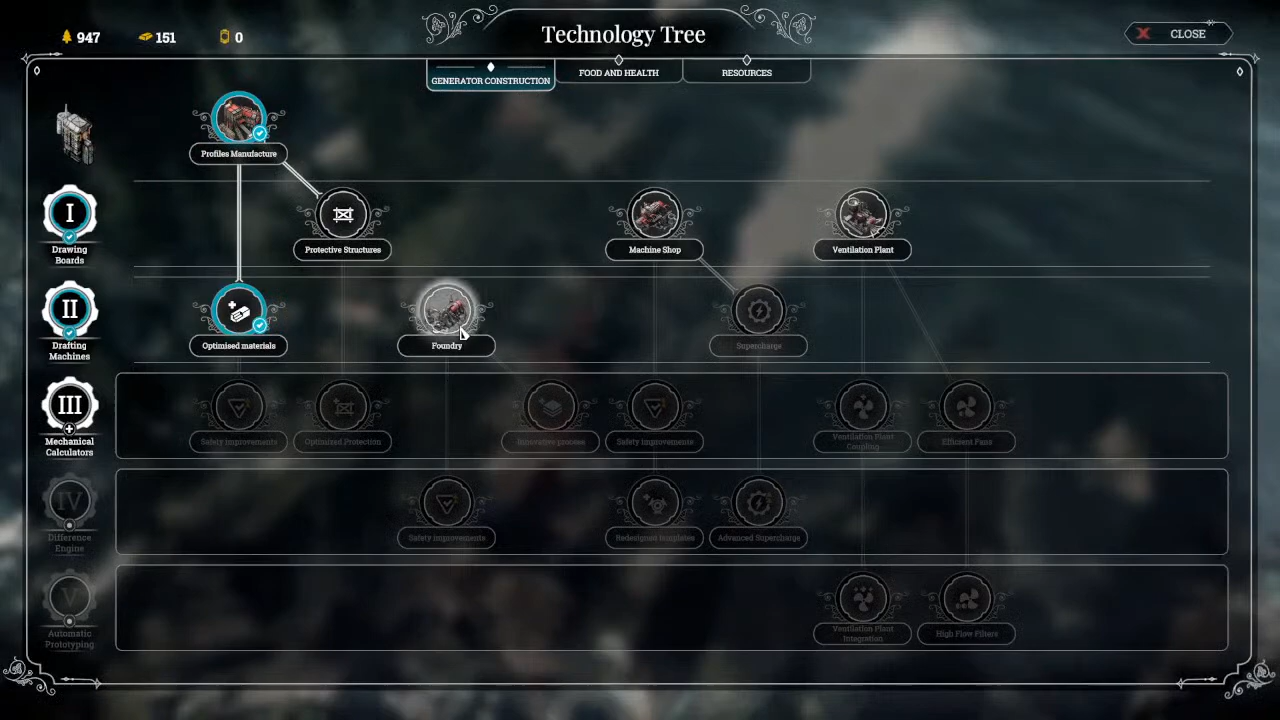 947
151
0
Technology Tree
CLOSE
GENERATOR CONSTRUCTION
FOOD AND HEALTH
RESOURCES
Profiles Manufacture
I
Drawing
Boards
Protective Structures
Machine Shop
Ventilation Plant
II
Drafting
Machines
Optimised materials
Foundry
Supercharge
III
Mechanical
Calculators
Safety improvements
Optimized Protection
Innovative process
Safety improvements
Ventilation Plant
Coupling
Efficient Fans
IV
Difference
Engine
Safety improvements
Redesigned templates
Advanced Supercharge
V
Automatic
Prototyping
Ventilation Plant
Integration
High Flow Filters